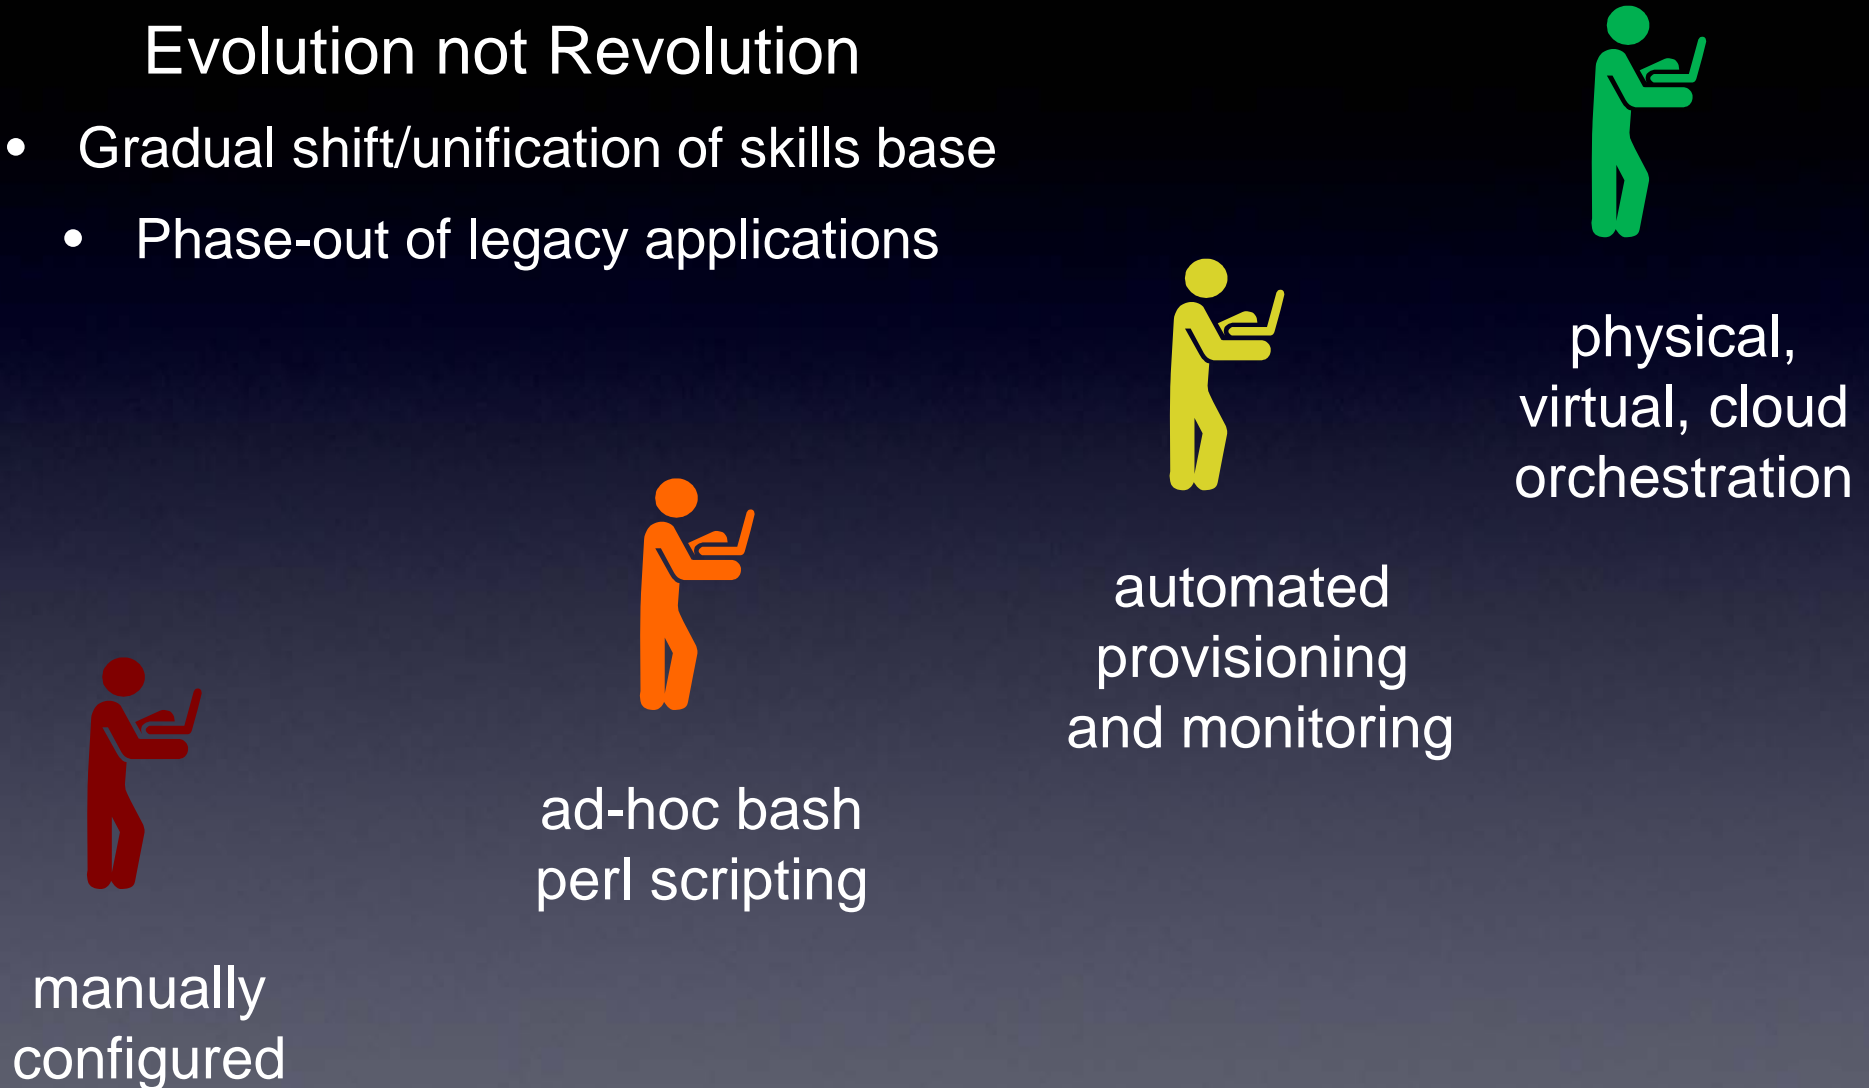 Evolution not Revolution
• Gradual shift/unification of skills base
• Phase-out of legacy applications
physical,
virtual, cloud
orchestration
automated
provisioning
and monitoring
ad-hoc bash
perl scripting
manually
configured